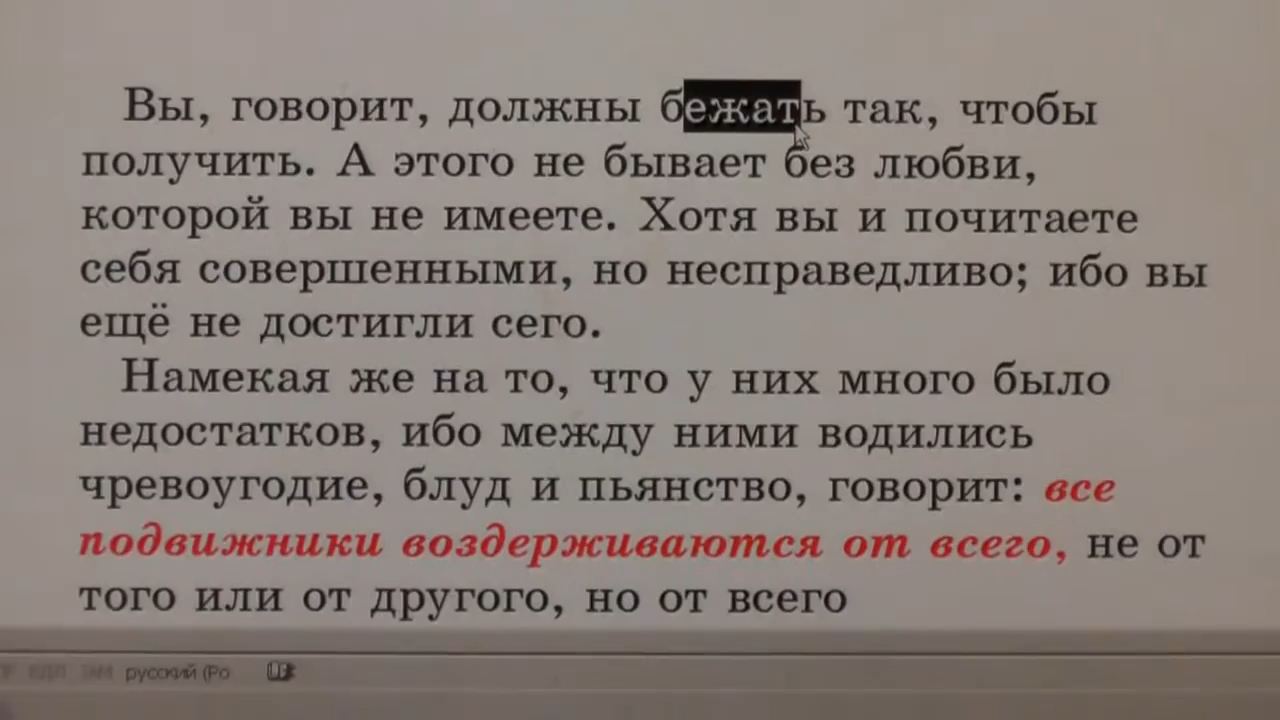 Вы, говорит, должны бежать так, чтобы
получить. А этого не бывает без любви,
которой вы не имеете. Хотя вы и почитаете
себя совершенными, но несправедливо; ибо вы
ещё не достигли сего.
Намекая же на то, что у них много было
недостатков, ибо между ними водились
чревоугодие, блуд и пьянство, говорит: все
подвижники воздерживаются от всего, не от
того или от другого, но от всего
русский (Ро